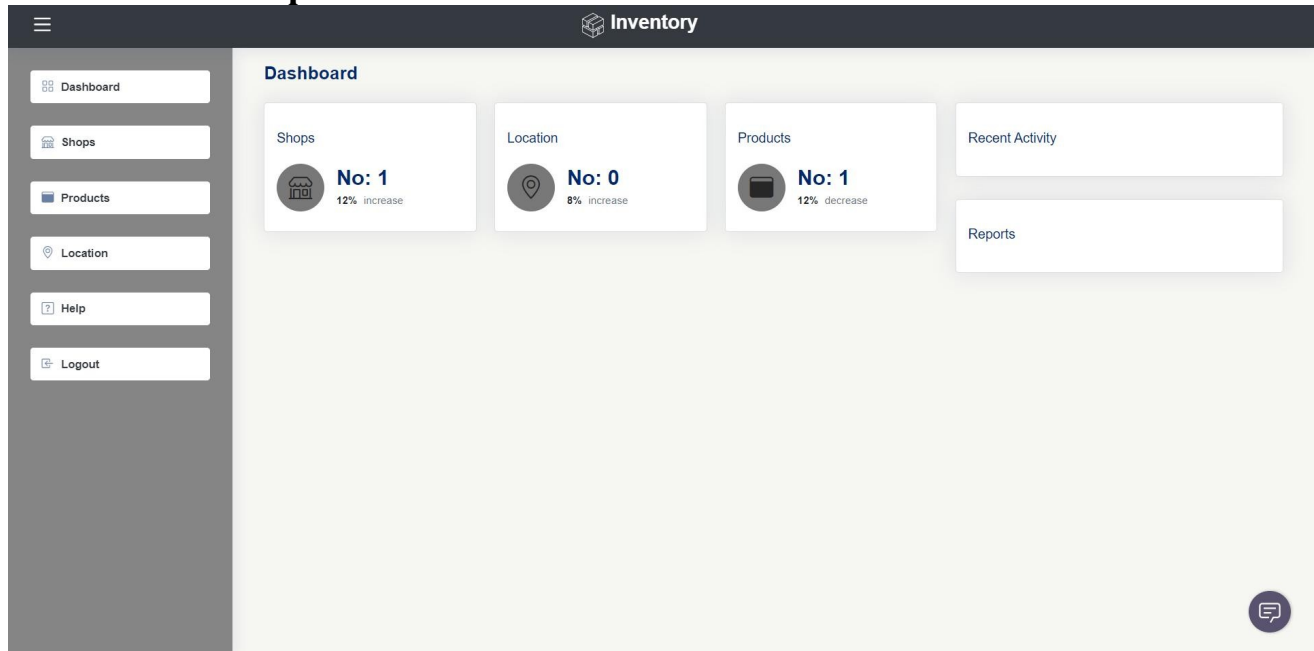 Inventory
Dashboard
Shops
Products
Location
Help
Logout
Dashboard
Shops
No: 1
12% increase
Location
No: 0
8% increase
Products
No: 1
12% decrease
Recent Activity
Reports